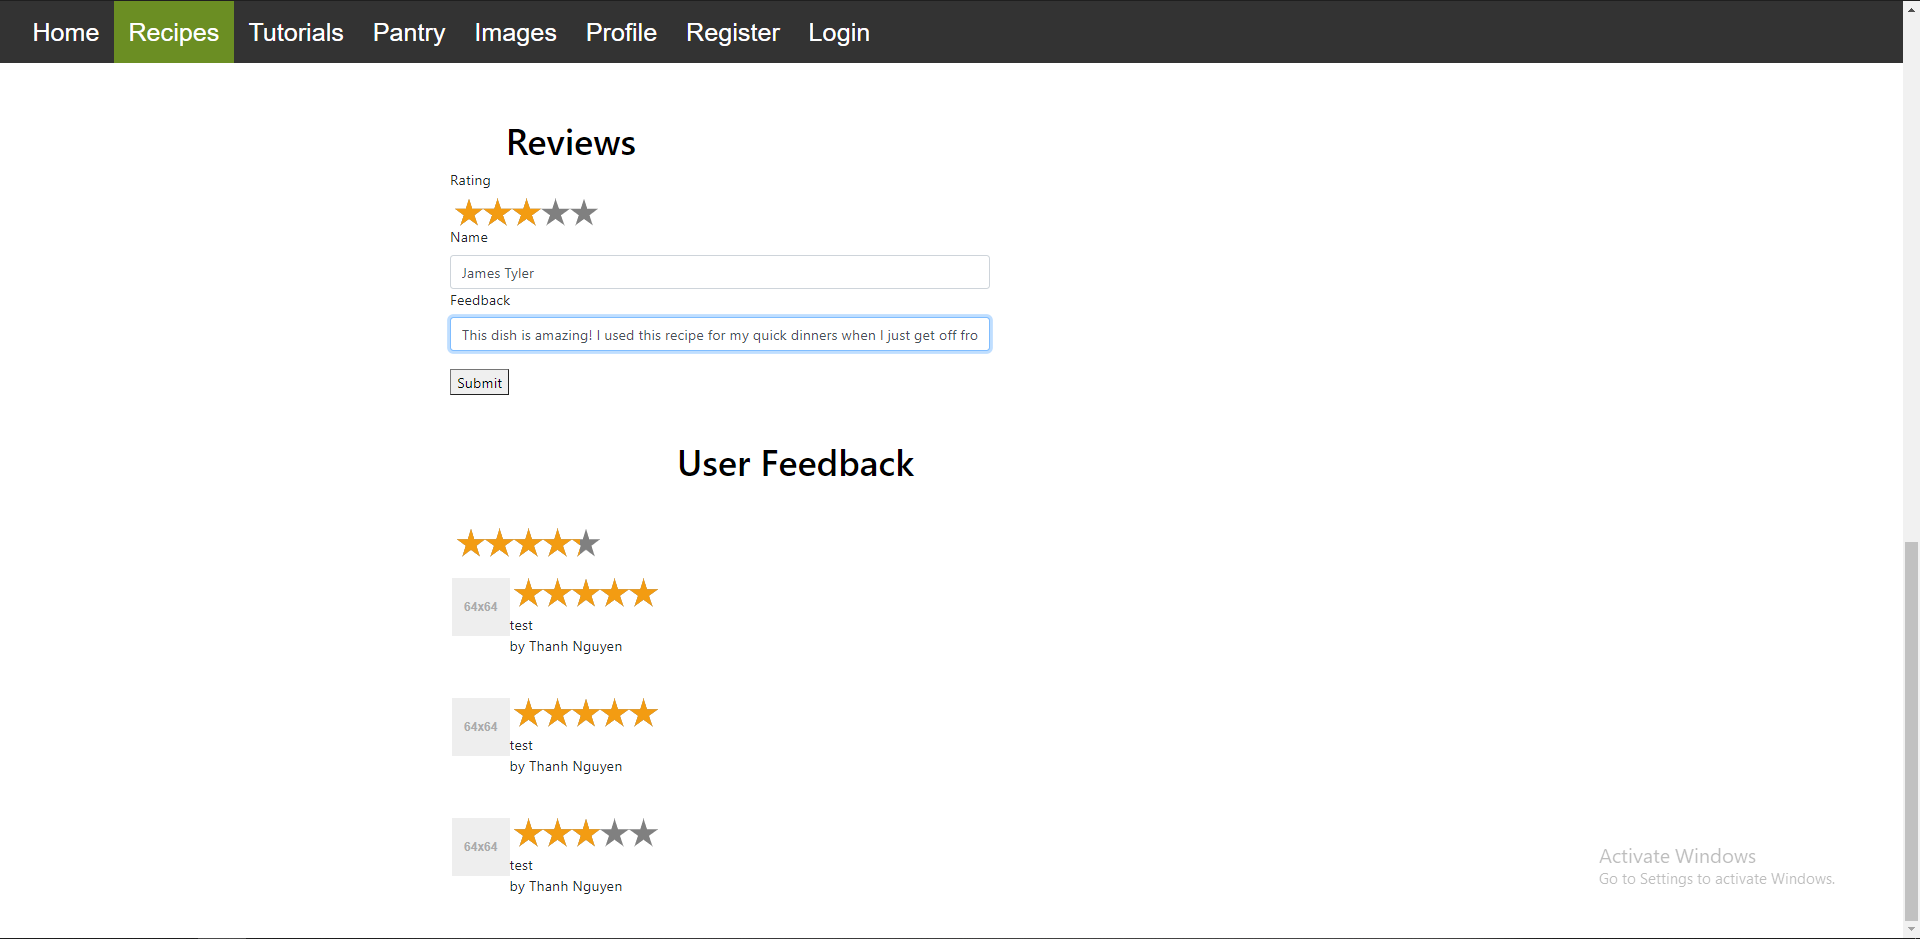 Home Recipes Tutorials Pantry Images Profile Register Login
Reviews
Rating
Name
James Tyler
Feedback
This dish is amazing! I used this recipe for my quick dinners when I just get off fro
Submit
User Feedback
64x64
test
by Thanh Nguyen
64x64
test
by Thanh Nguyen
64x64
test
by Thanh Nguyen
Activate Windows
Go to Settings to activate Windows.